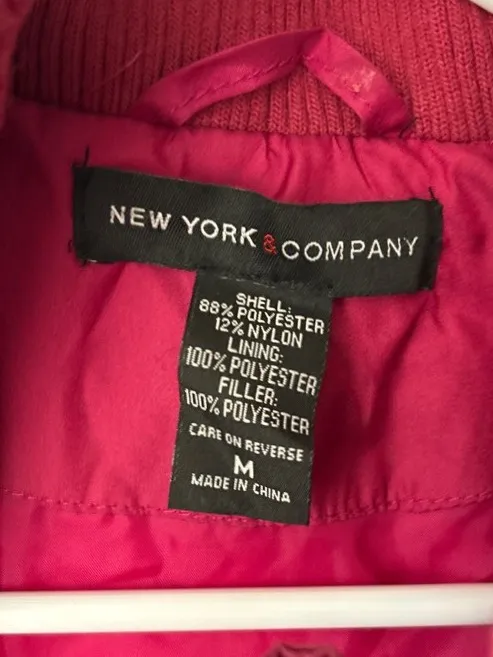 NEW YORK & COMPANY
SHELL:
88% POLYESTER
12% NYLON
LINING:
100% POLYESTER
FILLER:
100% POLYESTER
CARE ON REVERSE
M
MADE IN CHINA